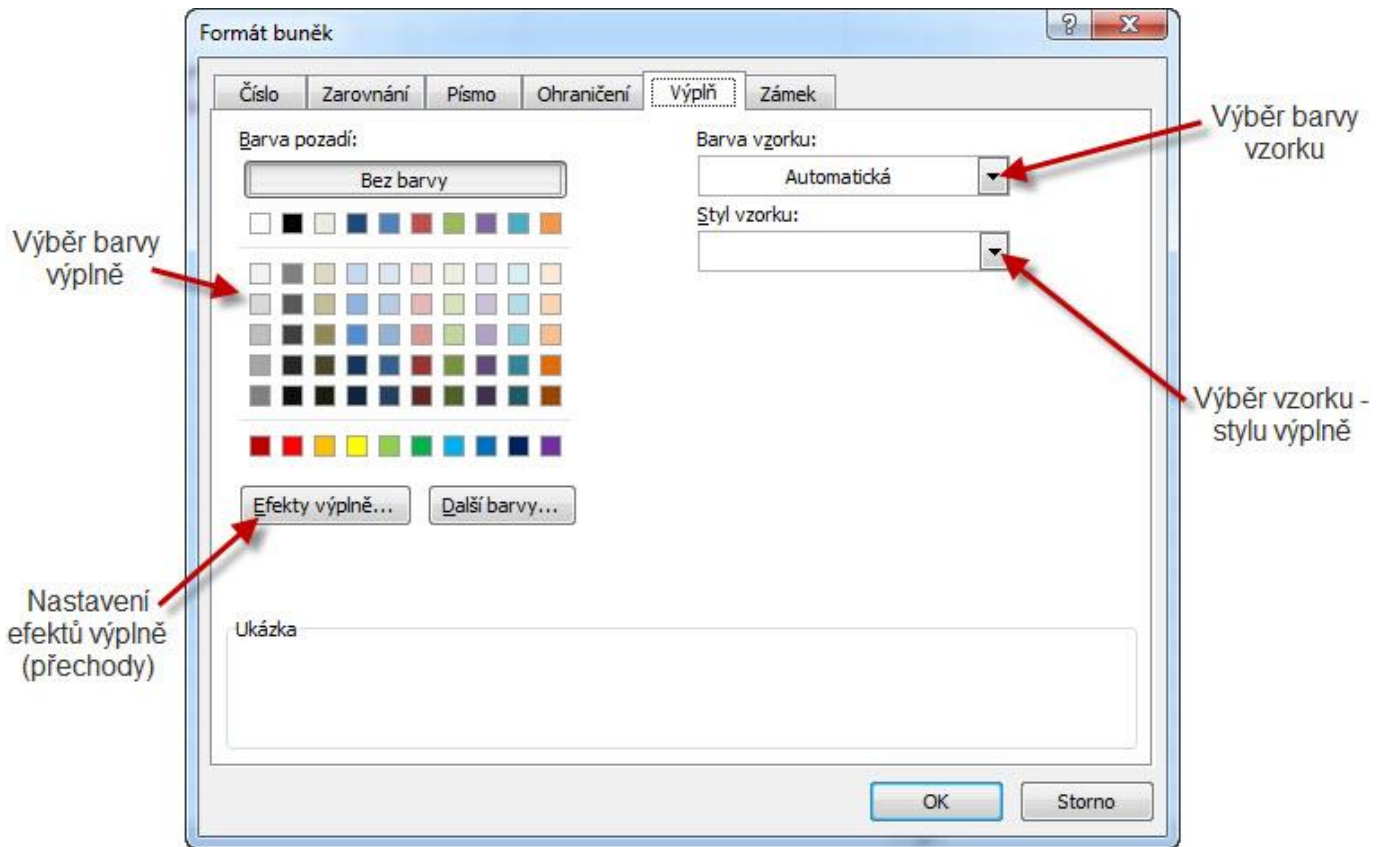 Formát buněk
Číslo Zarovnání Písmo Ohraničení Výplň Zámek
Barva pozadí:
Bez barvy
Barva vzorku:
Automatická
Styl vzorku:
Výběr barvy
vzorku
Výběr barvy
výplně
Výběr vzorku -
stylu výplně
Efekty výplně... Další barvy...
Nastavení
efektů výplně
(přechody)
Ukázka
OK Storno